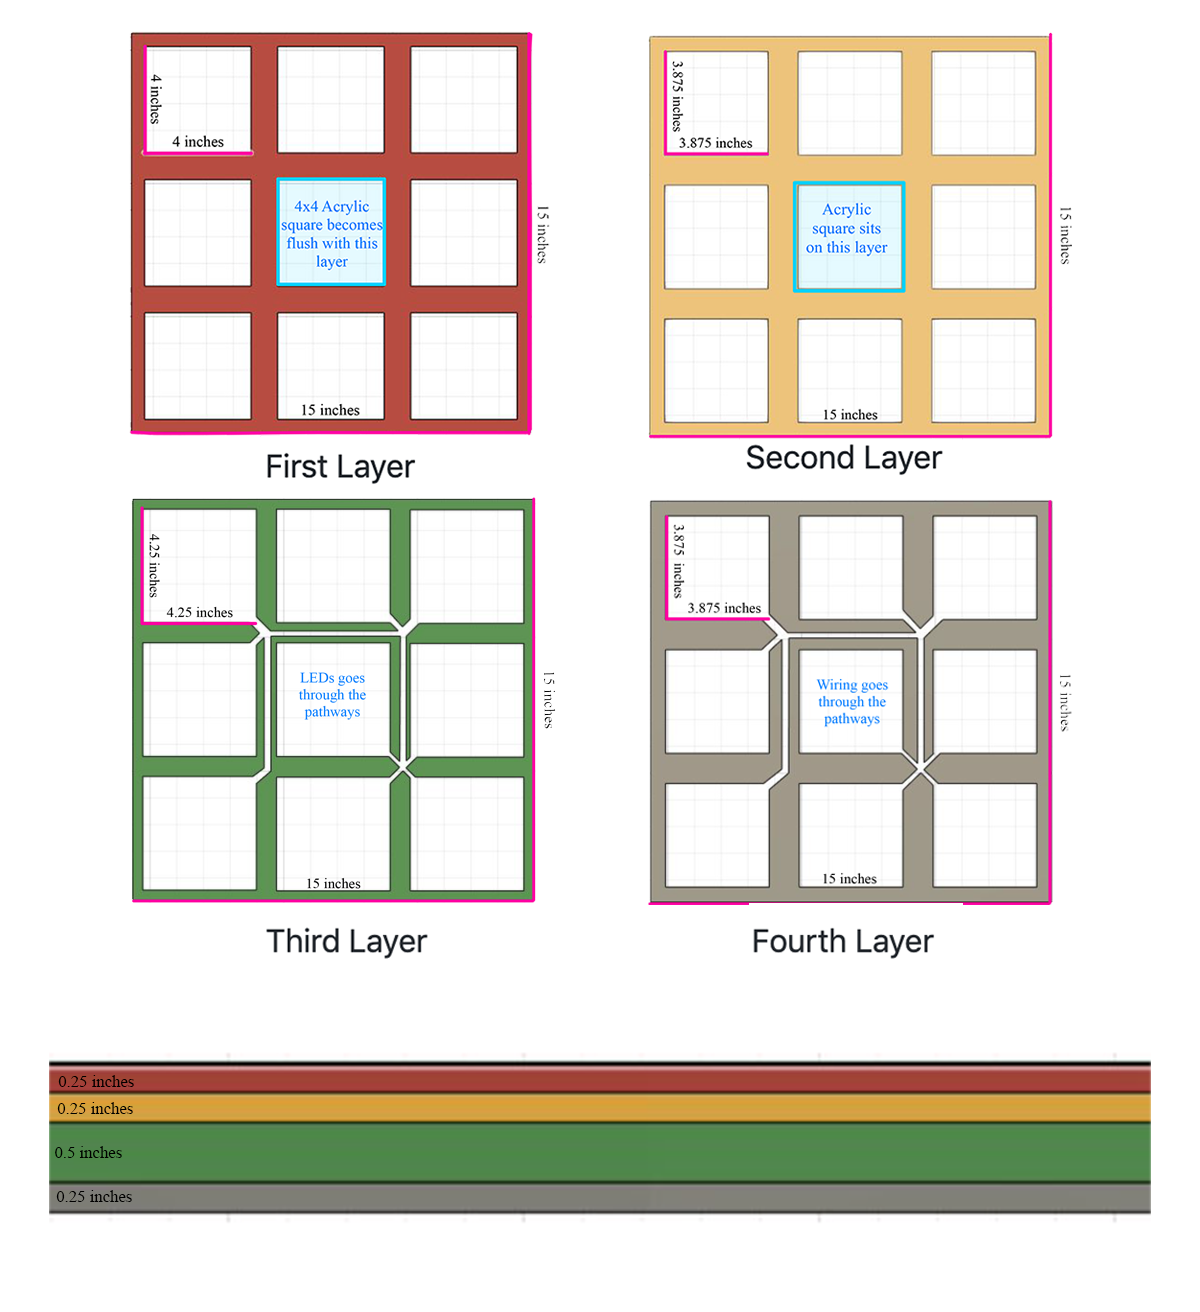 4 inches
4 inches
4x4 Acrylic
square becomes
flush with this
layer
15 inches
15 inches
First Layer
3.875 inches
3.875 inches
Acrylic
square sits
on this layer
15 inches
15 inches
Second Layer
4.25 inches
4.25 inches
LEDs goes
through the
pathways
15 inches
15 inches
Third Layer
3.875 inches
3.875 inches
Wiring goes
through the
pathways
15 inches
15 inches
Fourth Layer
0.25 inches
0.25 inches
0.5 inches
0.25 inches